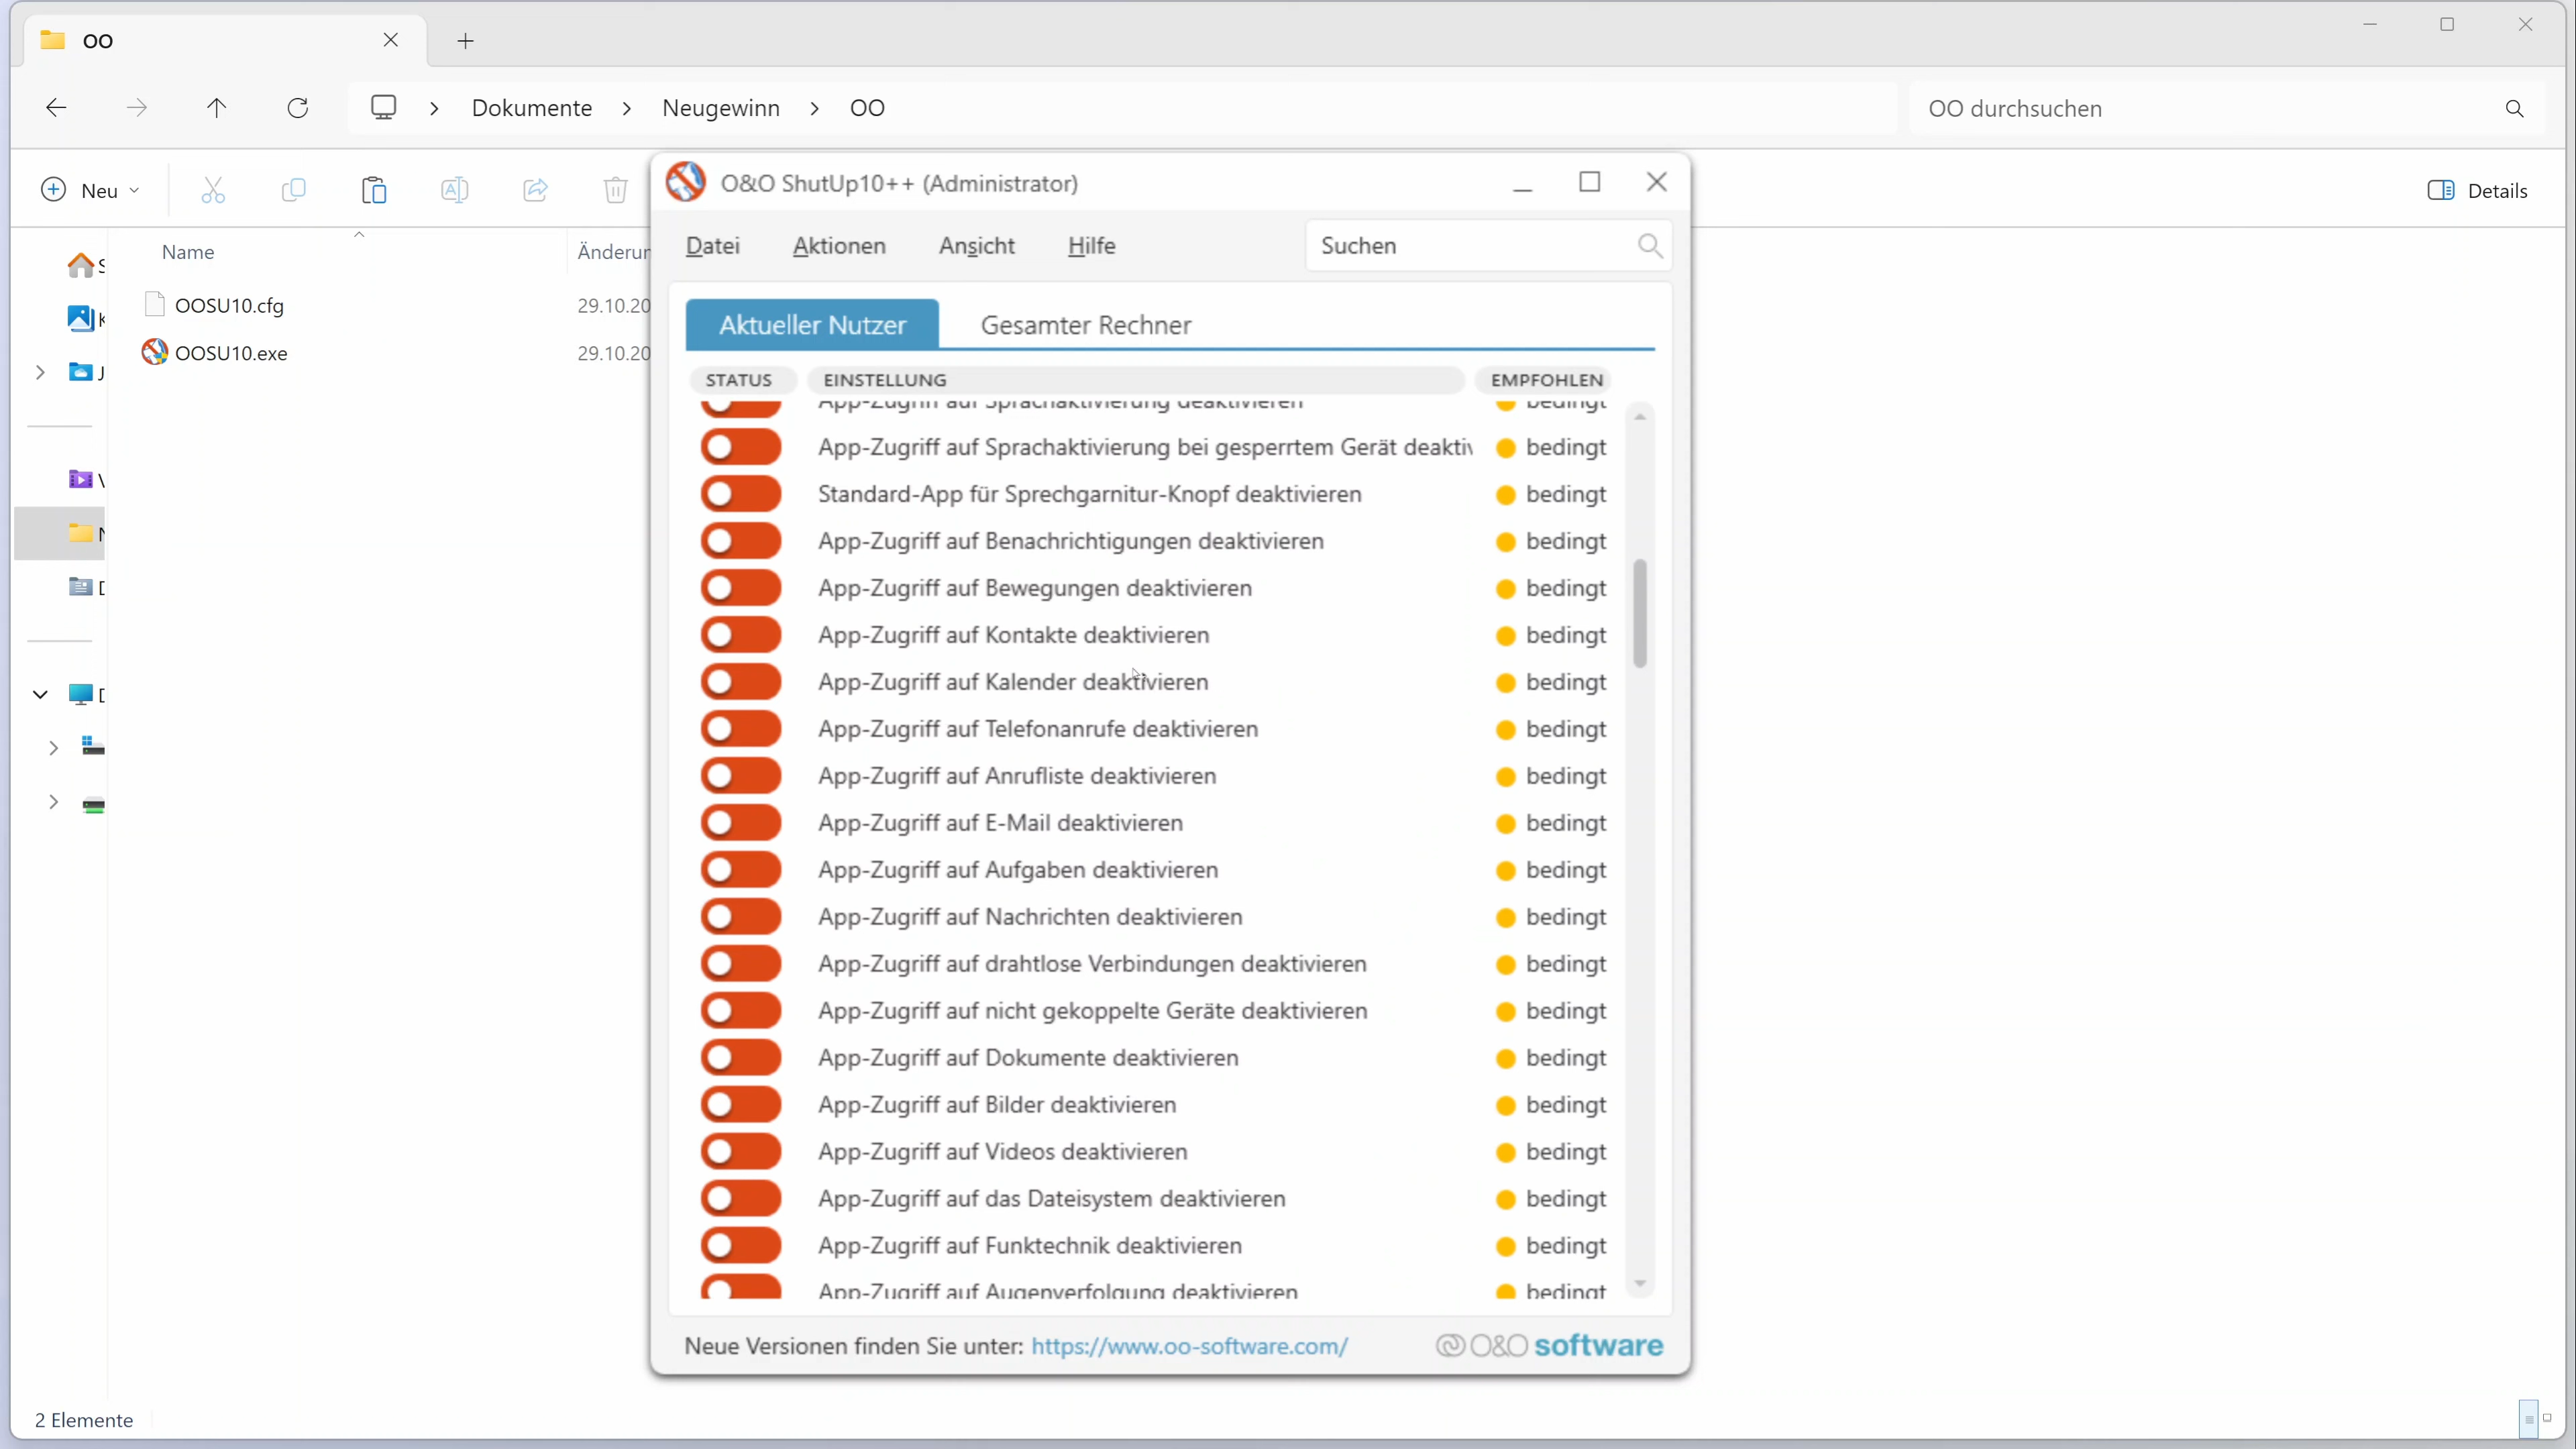 OO
Dokumente > Neugewinn > OO
OO durchsuchen
Neu
Details
Name
OOSU10.cfg
29.10.20
OOSU10.exe
29.10.20
2 Elemente
O&O ShutUp10++ (Administrator)
Datei Aktionen Ansicht Hilfe
Suchen
Aktueller Nutzer Gesamter Rechner
STATUS EINSTELLUNG EMPFOHLEN
App-Zugriff auf Sprachaktivierung deaktivieren bedingt
App-Zugriff auf Sprachaktivierung bei gesperrtem Gerät deaktiv bedingt
Standard-App für Sprechgarnitur-Knopf deaktivieren bedingt
App-Zugriff auf Benachrichtigungen deaktivieren bedingt
App-Zugriff auf Bewegungen deaktivieren bedingt
App-Zugriff auf Kontakte deaktivieren bedingt
App-Zugriff auf Kalender deaktivieren bedingt
App-Zugriff auf Telefonanrufe deaktivieren bedingt
App-Zugriff auf Anrufliste deaktivieren bedingt
App-Zugriff auf E-Mail deaktivieren bedingt
App-Zugriff auf Aufgaben deaktivieren bedingt
App-Zugriff auf Nachrichten deaktivieren bedingt
App-Zugriff auf drahtlose Verbindungen deaktivieren bedingt
App-Zugriff auf nicht gekoppelte Geräte deaktivieren bedingt
App-Zugriff auf Dokumente deaktivieren bedingt
App-Zugriff auf Bilder deaktivieren bedingt
App-Zugriff auf Videos deaktivieren bedingt
App-Zugriff auf das Dateisystem deaktivieren bedingt
App-Zugriff auf Funktechnik deaktivieren bedingt
App-Zugriff auf Augenverfolgung deaktivieren bedingt
Neue Versionen finden Sie unter: https://www.oo-software.com/
O&O software